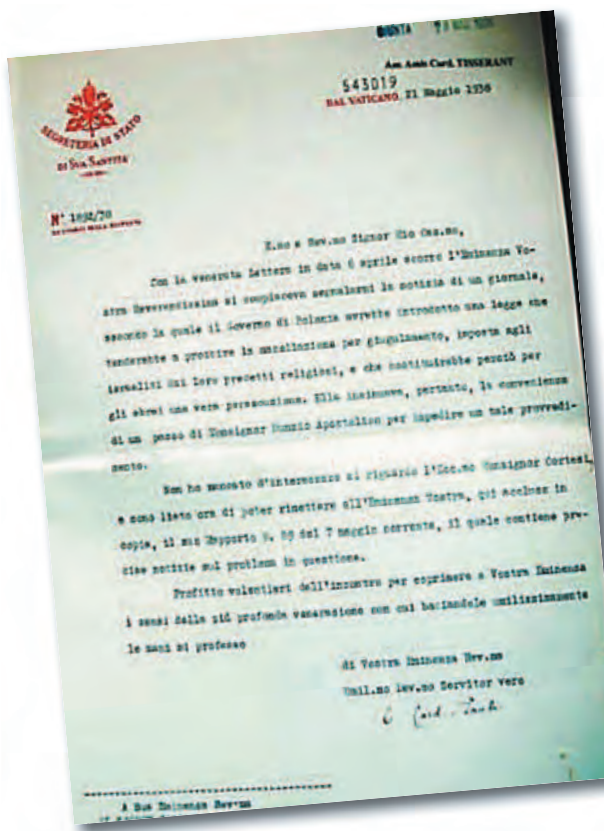 Arm. Amb. Card. TISSERANT
543019
DAL VATICANO, 21 Maggio 1938
SEGRETERIA DI STATO
DI SUA SANTITÀ
N° 1892/38
E.mo e Rev.mo Signor Mio Oss.mo,
Con la venerata lettera in data 6 aprile scorso l'Eminenza Vo-
stra Reverendissima si compiaceva segnalarmi la notizia di un giornale,
secondo la quale il Governo di Polonia avrebbe introdotto una legge che
tenderebbe a proibire la macellazione per giugulamento, imposta agli
israeliti dai loro precetti religiosi, e che costituirebbe perciò per
gli ebrei una vera persecuzione. Ella insinuava, pertanto, la convenienza
di un passo di Monsignor Nunzio Apostolico per impedire un tale provvedi-
mento.
Non ho mancato d'interessare al riguardo l'Ecc.mo Monsignor Cortesi,
e sono lieto ora di poter rimettere all'Eminenza Vostra, qui accluso in
copia, il suo Rapporto N. 89 del 7 maggio corrente, il quale contiene pre-
cise notizie sul problema in questione.
Profitto volentieri dell'incontro per esprimere a Vostra Eminenza
i sensi della più profonda venerazione con cui baciandole umilissimamente
le mani mi professo
di Vostra Eminenza Rev.ma
Umil.mo Dev.mo Servitor vero
Card.
A Sua Eminenza Rev.ma